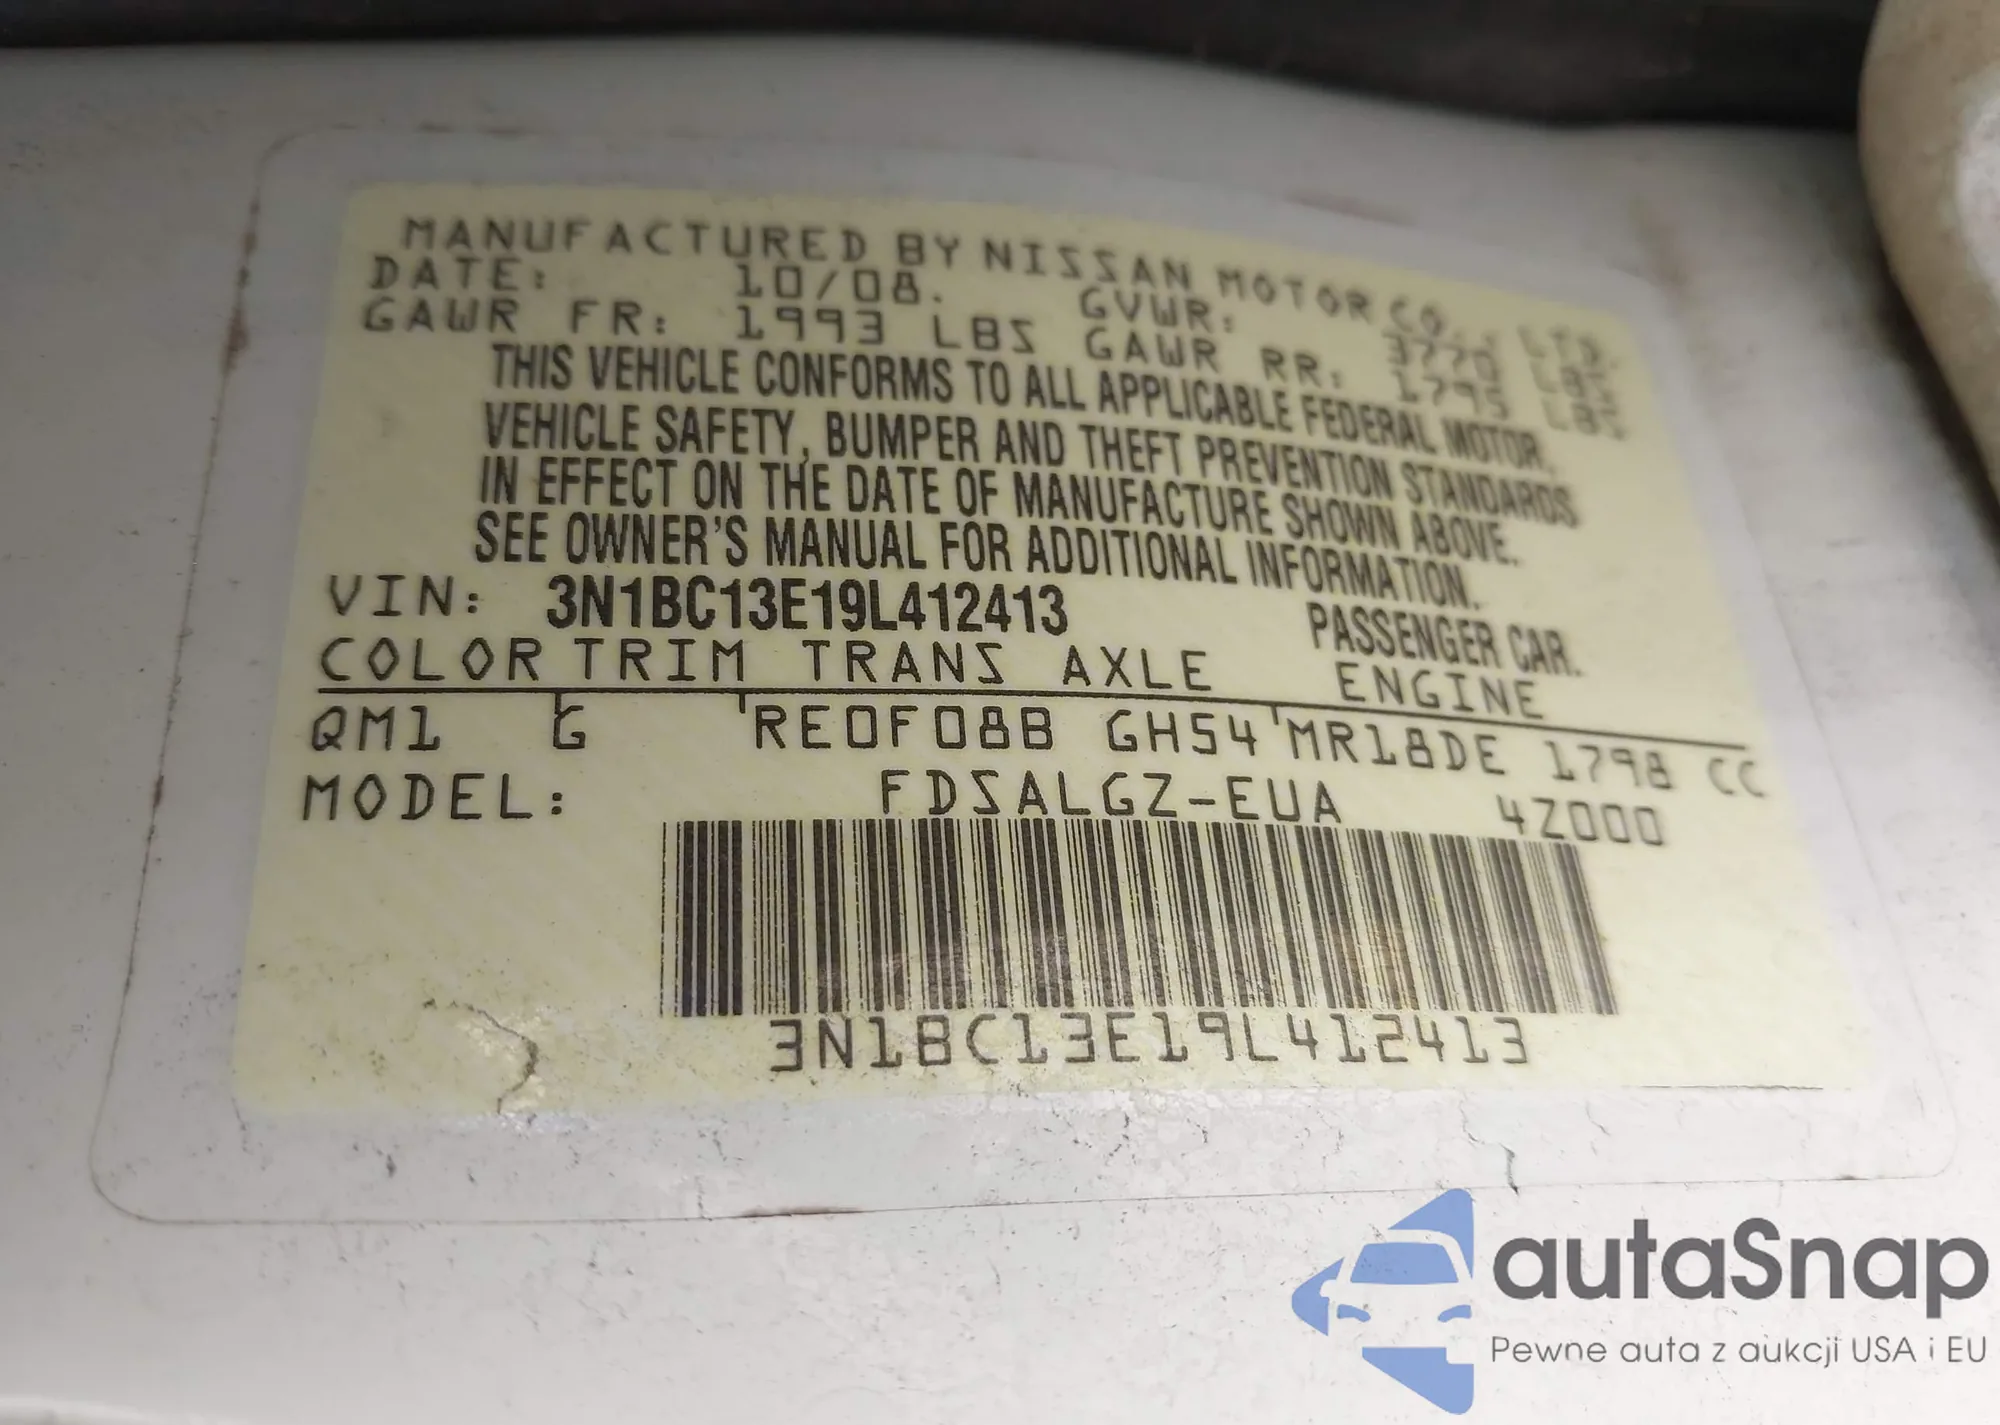 MANUFACTURED BY NISSAN MOTOR CO., LTD.
DATE: 10/08. GVWR: 3770 LBS
GAWR FR: 1993 LBS GAWR RR: 1795 LBS
THIS VEHICLE CONFORMS TO ALL APPLICABLE FEDERAL MOTOR
VEHICLE SAFETY, BUMPER AND THEFT PREVENTION STANDARDS
IN EFFECT ON THE DATE OF MANUFACTURE SHOWN ABOVE.
SEE OWNER'S MANUAL FOR ADDITIONAL INFORMATION.
VIN: 3N1BC13E19L412413 PASSENGER CAR.
COLOR TRIM TRANS AXLE ENGINE
QM1 G RE0F08B GH54 MR18DE 1798 CC
MODEL: FDSALGZ-EUA 4Z000
3N1BC13E19L412413
autaSnap
Pewne auta z aukcji USA i EU